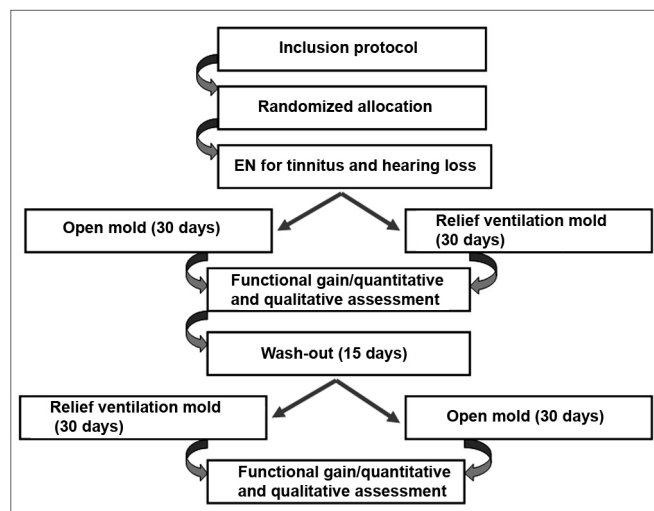 Inclusion protocol
Randomized allocation
EN for tinnitus and hearing loss
Open mold (30 days)
Relief ventilation mold
(30 days)
Functional gain/quantitative
and qualitative assessment
Wash-out (15 days)
Relief ventilation mold
(30 days)
Open mold (30 days)
Functional gain/quantitative
and qualitative assessment